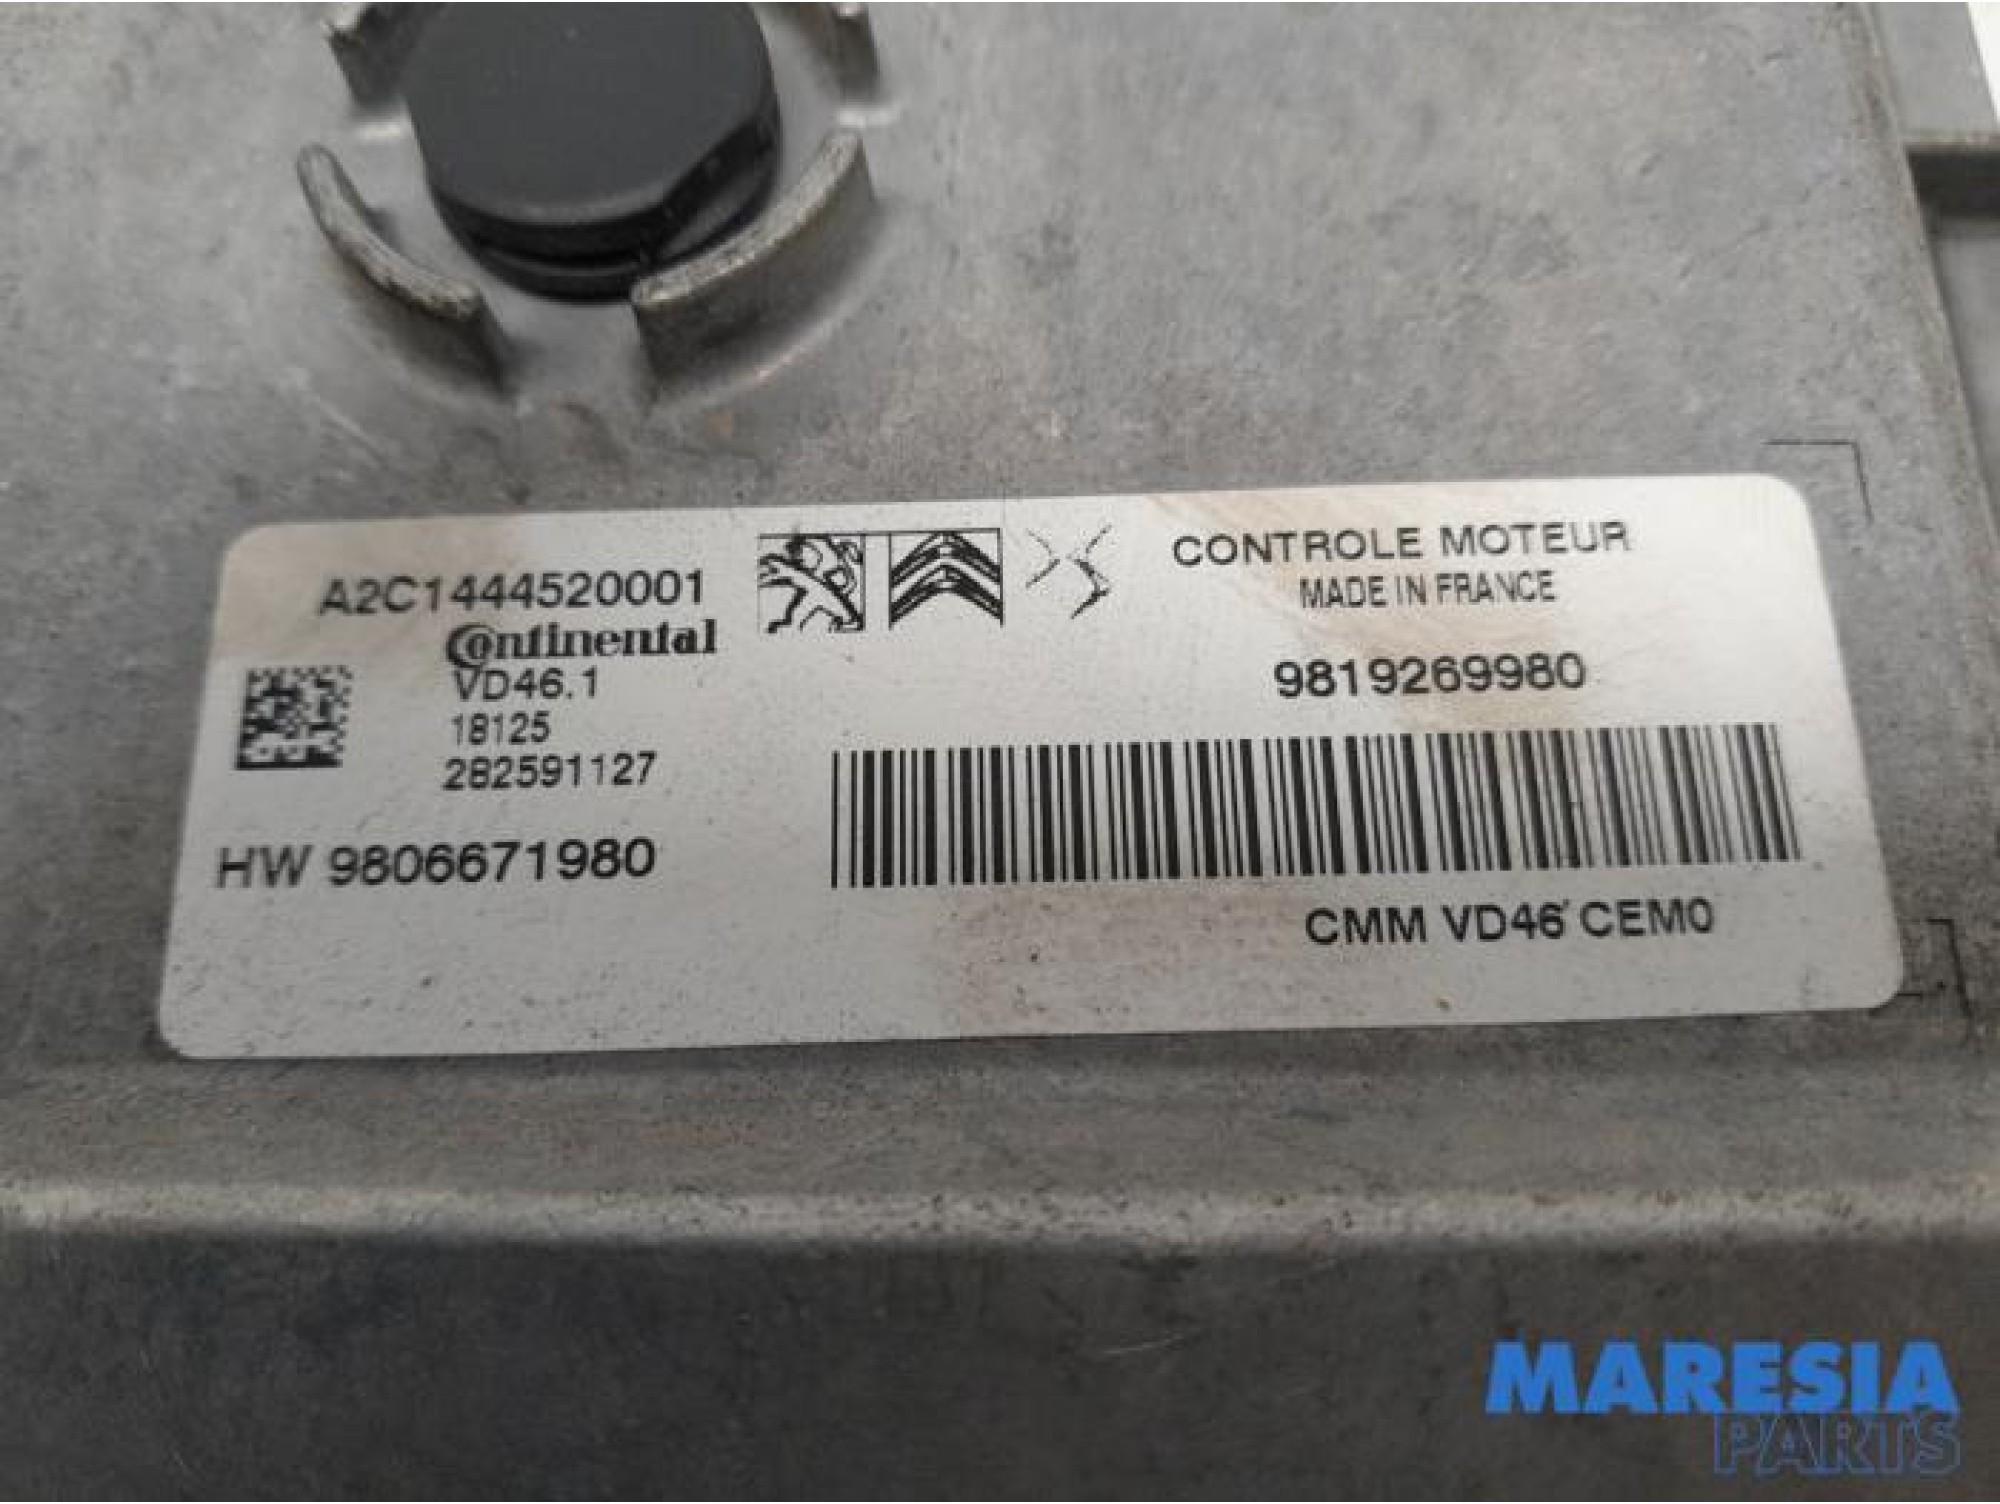 A2C1444520001
Continental
VD46.1
18125
282591127
HW 9806671980
CONTROLE MOTEUR
MADE IN FRANCE
9819269980
CMM VD46 CEM0
MARESIA
PARTS